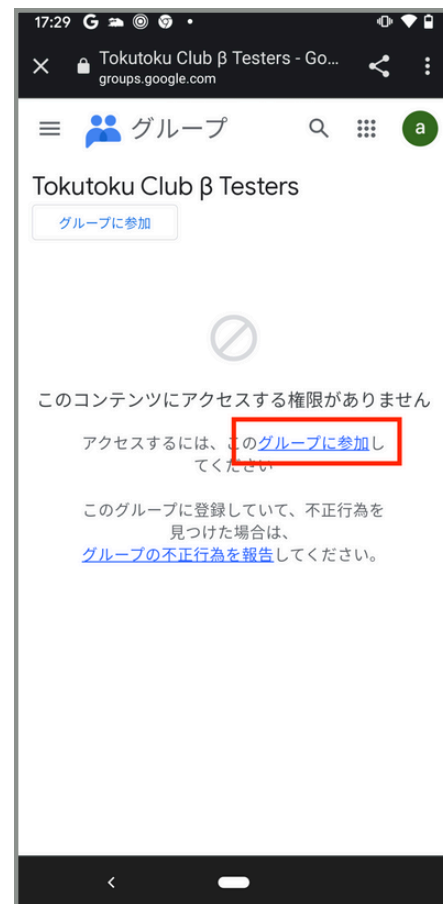 17:29 G
Tokutoku Club β Testers - Go...
groups.google.com
グループ
a
Tokutoku Club β Testers
グループに参加
このコンテンツにアクセスする権限がありません
アクセスするには、このグループに参加し
てください
このグループに登録していて、不正行為を
見つけた場合は、
グループの不正行為を報告してください。